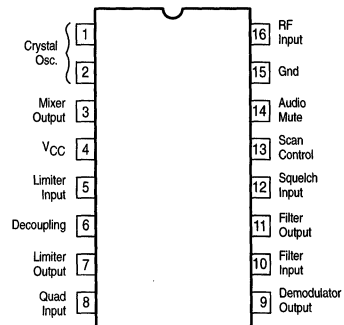 Crystal
Osc.
1
2
Mixer
Output
3
VCC
4
Limiter
Input
5
Decoupling
6
Limiter
Output
7
Quad
Input
8
16
RF
Input
15
Gnd
14
Audio
Mute
13
Scan
Control
12
Squelch
Input
11
Filter
Output
10
Filter
Input
9
Demodulator
Output